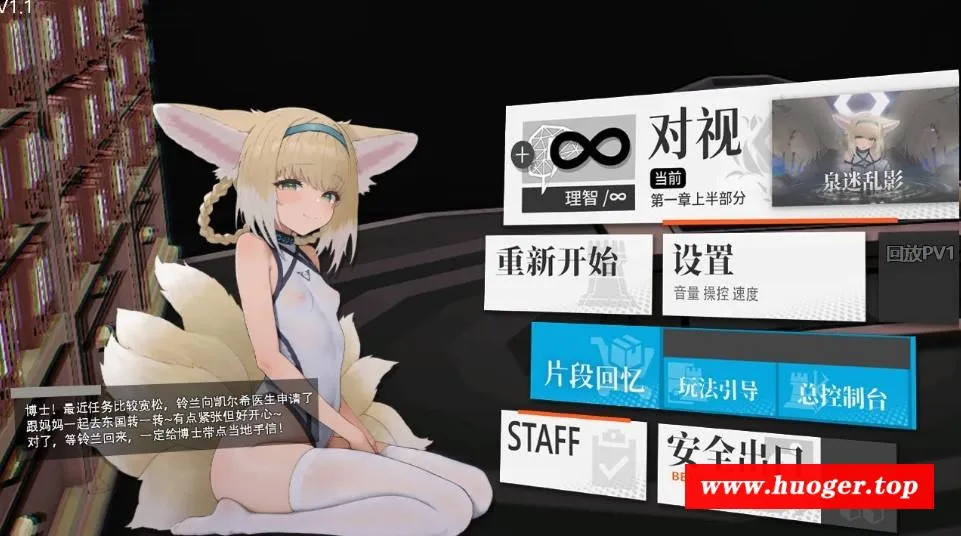 V1.1
对视
当前
理智 /∞
第一章上半部分
泉迷乱影
重新开始
设置
音量 操控 速度
回放PV1
片段回忆
玩法引导
总控制台
博士！最近任务比较宽松，铃兰向凯尔希医生申请了
跟妈妈一起去东国转一转~有点紧张但好开心~
对了，等铃兰回来，一定给博士带点当地手信！
STAFF
安全出口
www.huoger.top